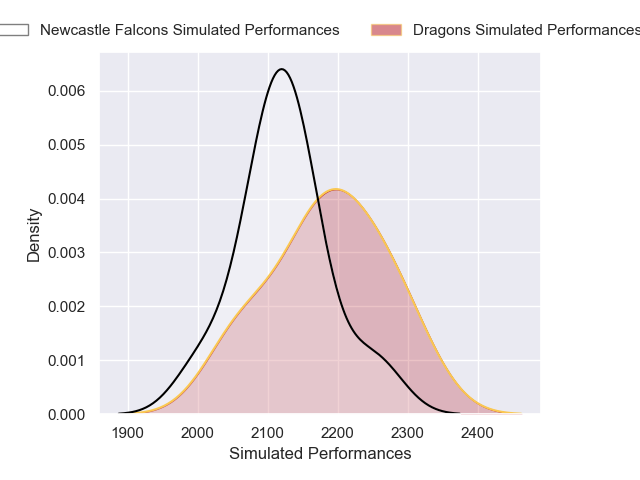 Newcastle Falcons Simulated Performances
Dragons Simulated Performances
0.006
0.005
0.004
0.003
0.002
0.001
0.000
Density
1900 2000 2100 2200 2300 2400
Simulated Performances